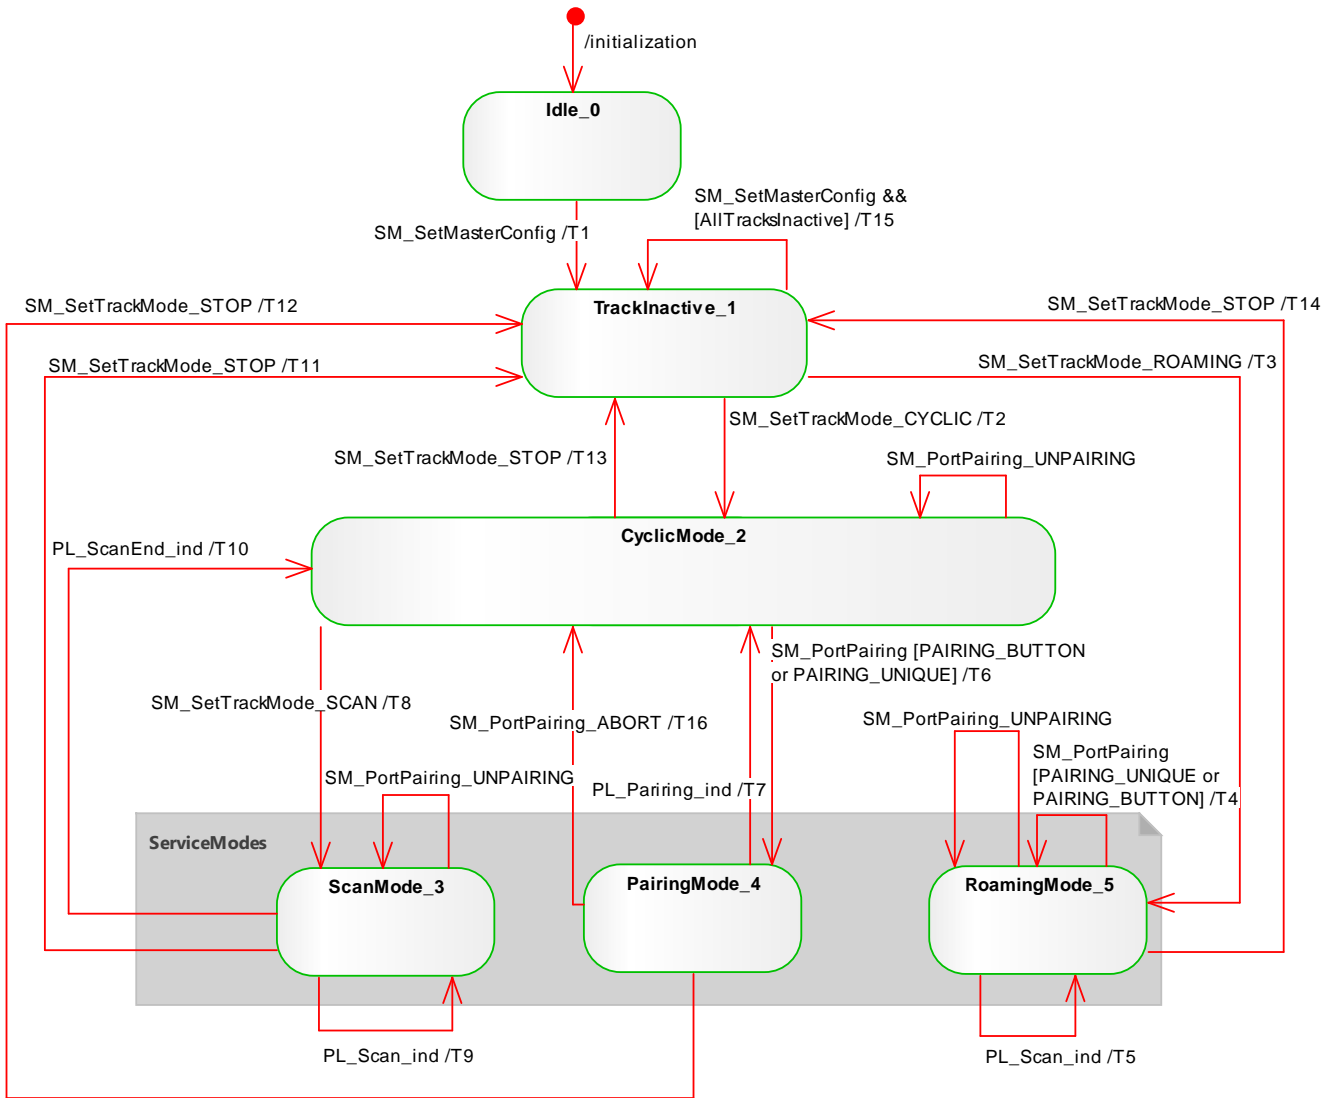 /initialization
Idle_0
SM_SetMasterConfig &&
[AllTracksInactive] /T15
SM_SetMasterConfig /T1
SM_SetTrackMode_STOP /T12
TrackInactive_1
SM_SetTrackMode_STOP /T14
SM_SetTrackMode_STOP /T11
SM_SetTrackMode_ROAMING /T3
SM_SetTrackMode_CYCLIC /T2
SM_SetTrackMode_STOP /T13
SM_PortPairing_UNPAIRING
CyclicMode_2
PL_ScanEnd_ind /T10
SM_PortPairing [PAIRING_BUTTON
or PAIRING_UNIQUE] /T6
SM_SetTrackMode_SCAN /T8
SM_PortPairing_ABORT /T16
SM_PortPairing_UNPAIRING
SM_PortPairing
[PAIRING_UNIQUE or
PAIRING_BUTTON] /T4
SM_PortPairing_UNPAIRING
PL_Pariring_ind /T7
ServiceModes
ScanMode_3
PairingMode_4
RoamingMode_5
PL_Scan_ind /T9
PL_Scan_ind /T5